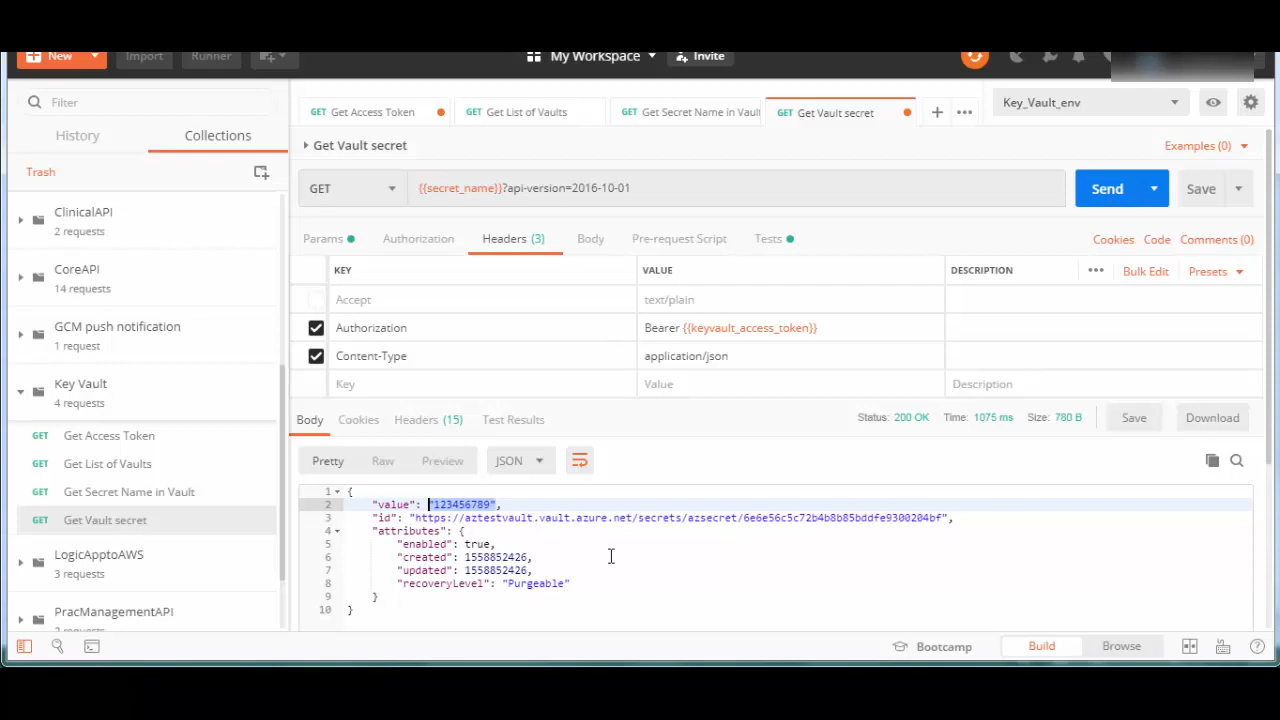 New
Import
Runner
My Workspace
Invite
Filter
History
Collections
Trash
ClinicalAPI
2 requests
CoreAPI
14 requests
GCM push notification
1 request
Key Vault
4 requests
GET Get Access Token
GET Get List of Vaults
GET Get Secret Name in Vault
GET Get Vault secret
LogicApptoAWS
3 requests
PracManagementAPI
2 requests
GET Get Access Token
GET Get List of Vaults
GET Get Secret Name in Vaul
GET Get Vault secret
Key_Vault_env
Get Vault secret
Examples (0)
GET
{{secret_name}}?api-version=2016-10-01
Send
Save
Params
Authorization
Headers (3)
Body
Pre-request Script
Tests
Cookies
Code
Comments (0)
KEY VALUE DESCRIPTION
Bulk Edit
Presets
Accept text/plain
Authorization Bearer {{keyvault_access_token}}
Content-Type application/json
Key Value Description
Body
Cookies
Headers (15)
Test Results
Status: 200 OK
Time: 1075 ms
Size: 780 B
Save
Download
Pretty
Raw
Preview
JSON
1 {
2 "value": "123456789",
3 "id": "https://aztestvault.vault.azure.net/secrets/azsecret/6e6e56c5c72b4b8b85bddfe9300204bf",
4 "attributes": {
5 "enabled": true,
6 "created": 1558852426,
7 "updated": 1558852426,
8 "recoveryLevel": "Purgeable"
9 }
10 }
Bootcamp
Build
Browse